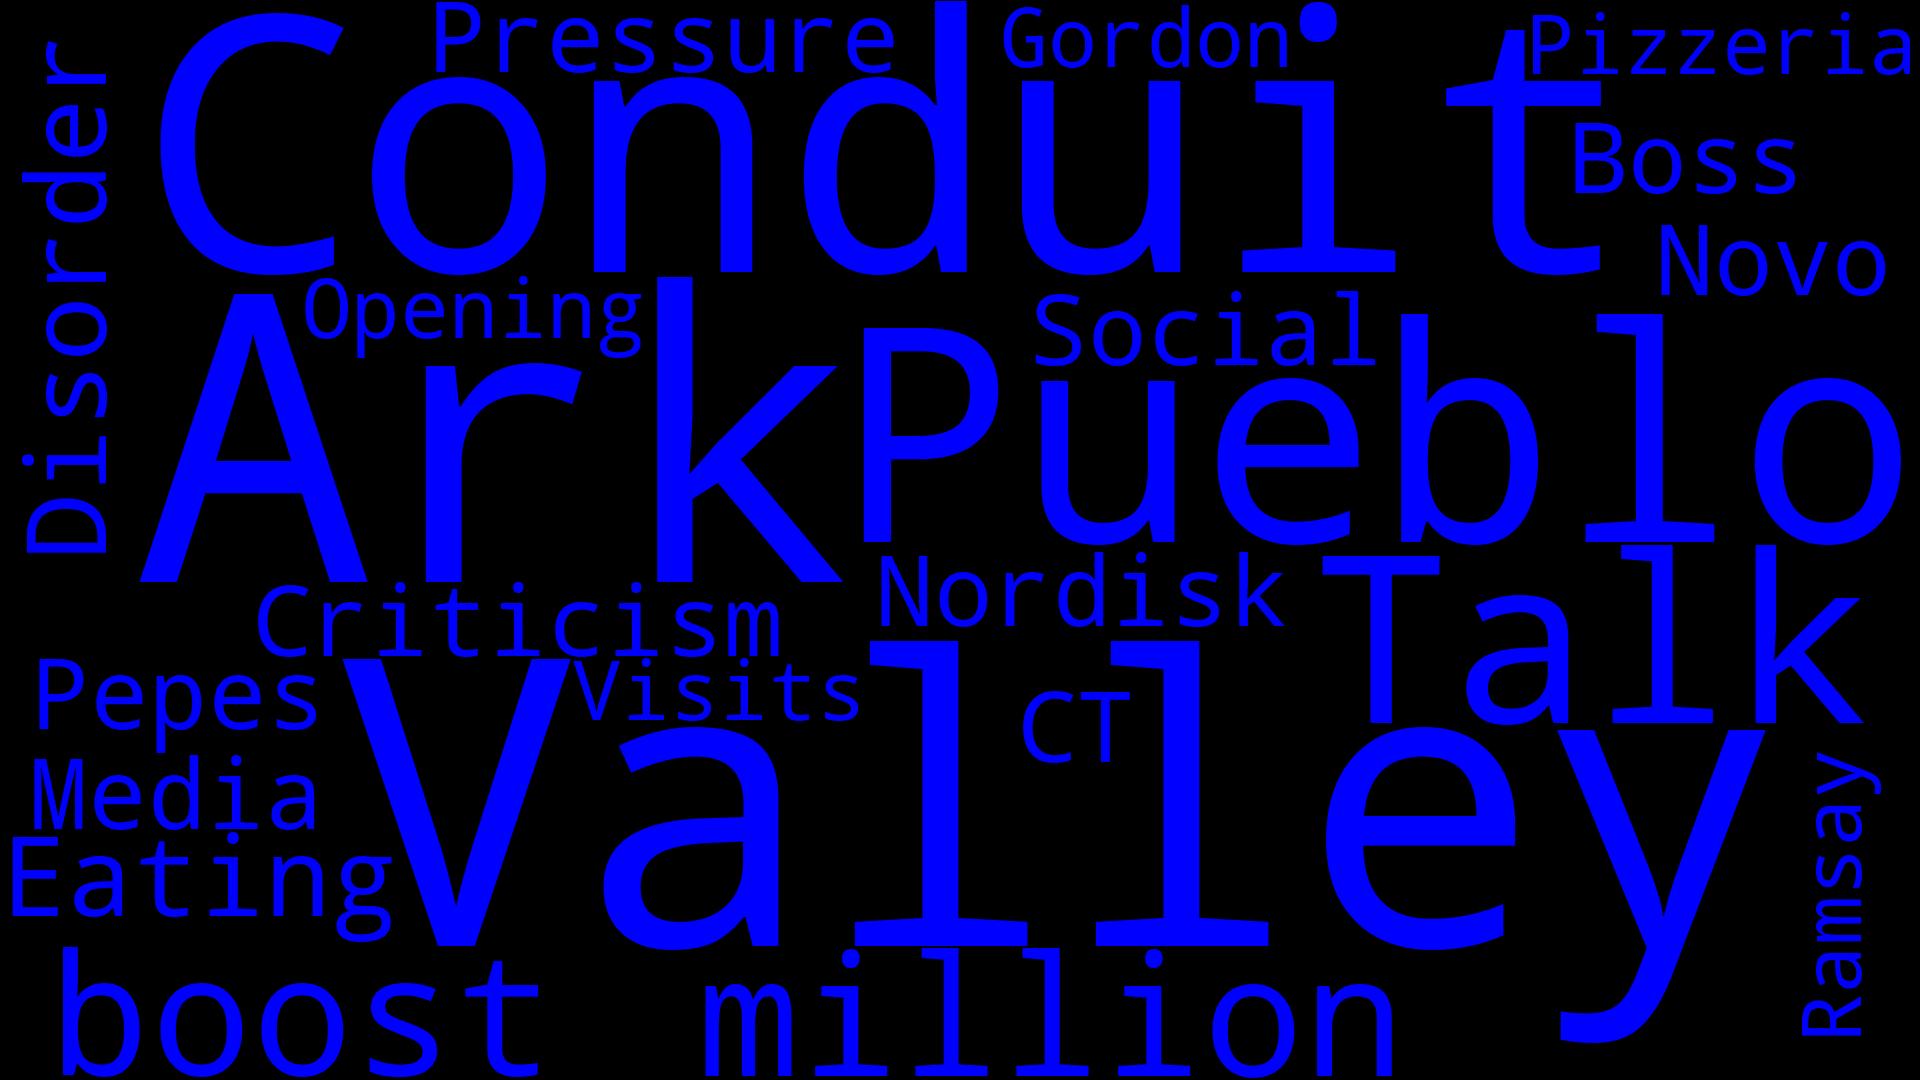 Pressure
Gordon
Pizzeria
Conduit
Disorder
Boss
Novo
Opening
Social
Ark
Pueblo
Nordisk
Talk
Criticism
Pepes
Visits
CT
Valley
Media
Eating
Ramsay
boost
million